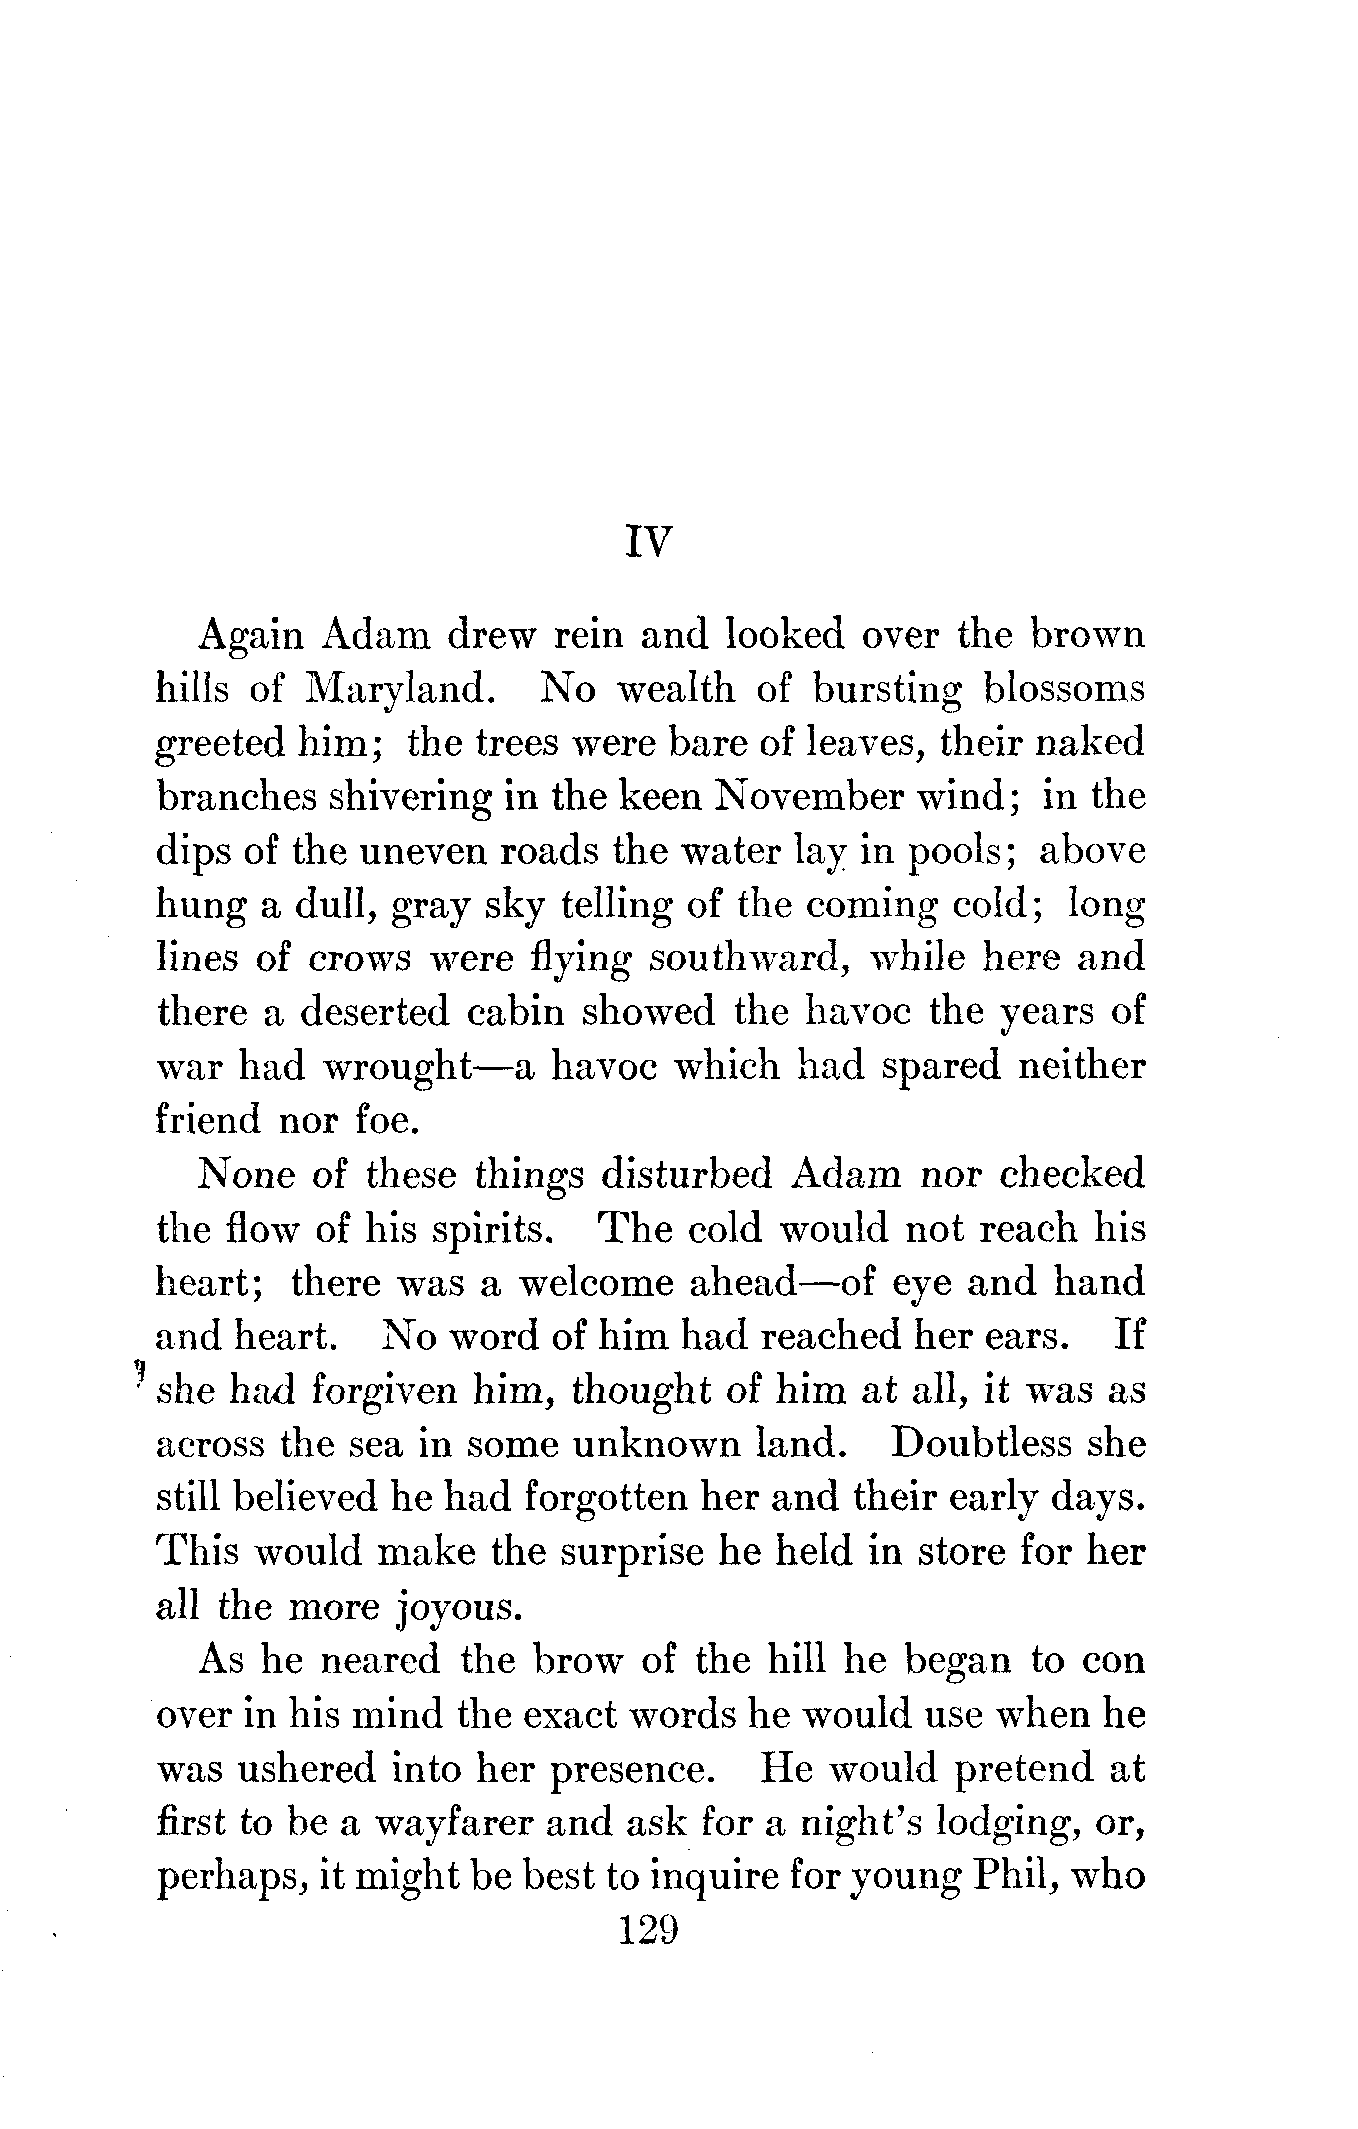 IV
Again Adam drew rein and looked over the brown
hills of Maryland. No wealth of bursting blossoms
greeted him; the trees were bare of leaves, their naked
branches shivering in the keen November wind; in the
dips of the uneven roads the water lay in pools; above
hung a dull, gray sky telling of the coming cold; long
lines of crows were flying southward, while here and
there a deserted cabin showed the havoc the years of
war had wrought—a havoc which had spared neither
friend nor foe.
None of these things disturbed Adam nor checked
the flow of his spirits. The cold would not reach his
heart; there was a welcome ahead—of eye and hand
and heart. No word of him had reached her ears. If
she had forgiven him, thought of him at all, it was as
across the sea in some unknown land. Doubtless she
still believed he had forgotten her and their early days.
This would make the surprise he held in store for her
all the more joyous.
As he neared the brow of the hill he began to con
over in his mind the exact words he would use when he
was ushered into her presence. He would pretend at
first to be a wayfarer and ask for a night's lodging, or,
perhaps, it might be best to inquire for young Phil, who
129